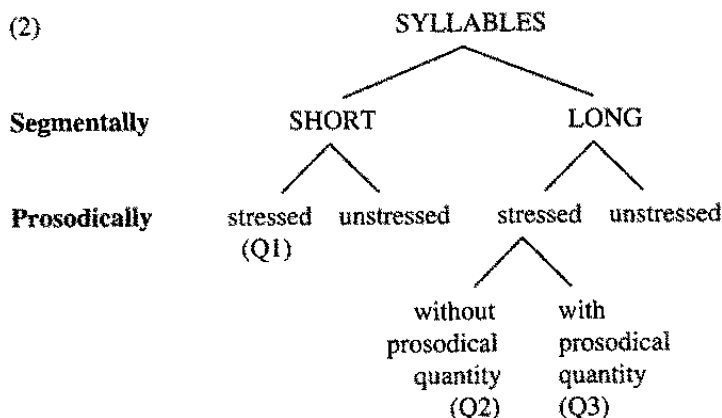 (2) SYLLABLES
Segmentally SHORT LONG
Prosodically stressed unstressed stressed unstressed
(Q1)
without with
prosodical prosodical
quantity quantity
(Q2) (Q3)